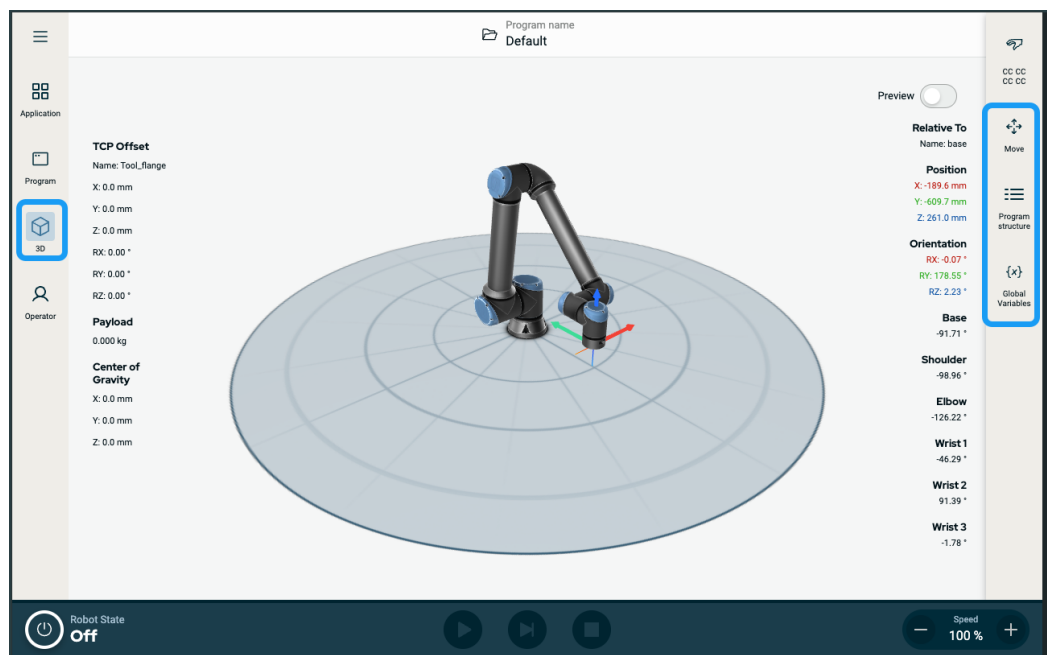 Program name
Default
Application
Program
3D
Operator
TCP Offset
Name: Tool_flange
X: 0.0 mm
Y: 0.0 mm
Z: 0.0 mm
RX: 0.00 °
RY: 0.00 °
RZ: 0.00 °
Payload
0.000 kg
Center of
Gravity
X: 0.0 mm
Y: 0.0 mm
Z: 0.0 mm
Preview
Relative To
Name: base
Position
X: -189.6 mm
Y: -609.7 mm
Z: 261.0 mm
Orientation
RX: -0.07 °
RY: 178.55 °
RZ: 2.23 °
Base
-91.71 °
Shoulder
-98.96 °
Elbow
-126.22 °
Wrist 1
-46.29 °
Wrist 2
91.39 °
Wrist 3
-1.78 °
CC CC
CC CC
Move
Program
structure
{x}
Global
Variables
Robot State
Off
Speed
100 %